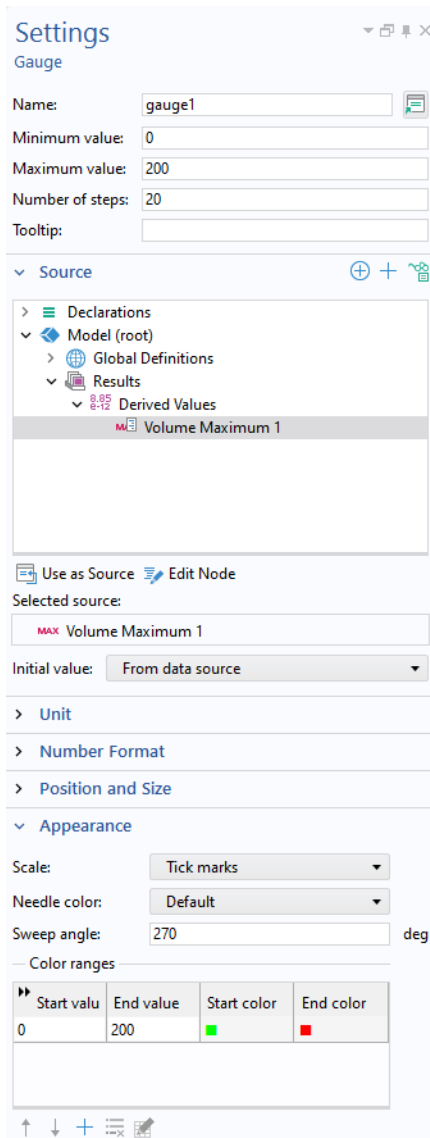 Settings
Gauge
Name: gauge1
Minimum value: 0
Maximum value: 200
Number of steps: 20
Tooltip:
Source
Declarations
Model (root)
Global Definitions
Results
8.85 e-12 Derived Values
Volume Maximum 1
Use as Source Edit Node
Selected source:
MAX Volume Maximum 1
Initial value: From data source
Unit
Number Format
Position and Size
Appearance
Scale: Tick marks
Needle color: Default
Sweep angle: 270 deg
Color ranges
Start valu End value Start color End color
0 200